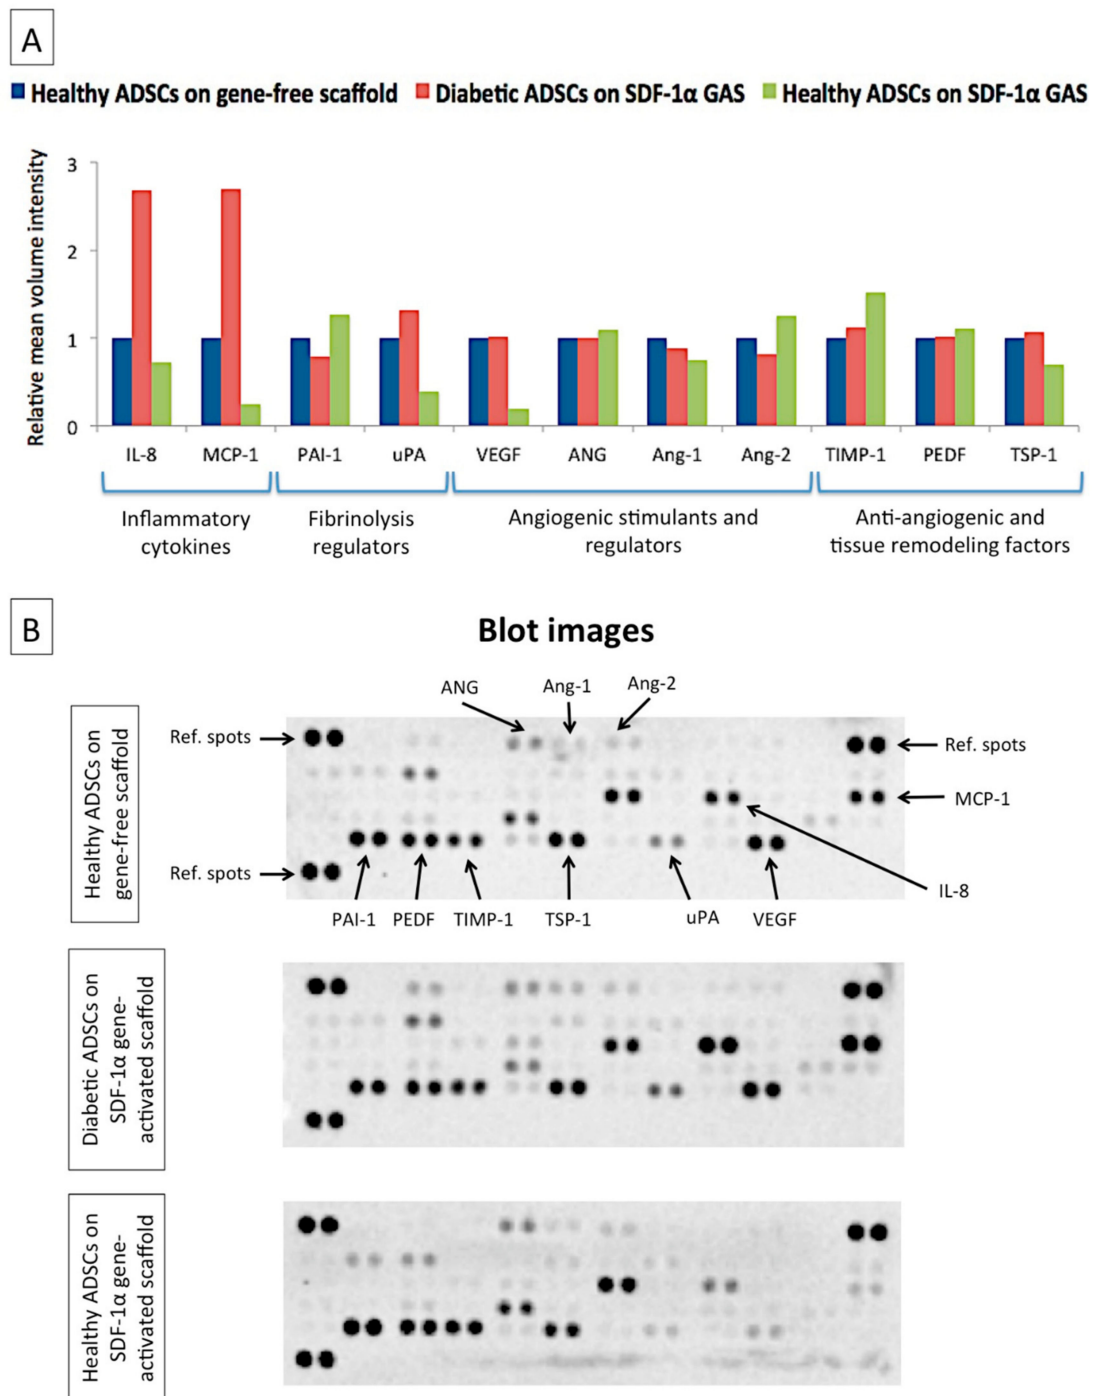 A
Healthy ADSCs on gene-free scaffold Diabetic ADSCs on SDF-1α GAS Healthy ADSCs on SDF-1α GAS
Relative mean volume intensity
3
2
1
0
IL-8 MCP-1 PAI-1 uPA VEGF ANG Ang-1 Ang-2 TIMP-1 PEDF TSP-1
Inflammatory
cytokines
Fibrinolysis
regulators
Angiogenic stimulants and
regulators
Anti-angiogenic and
tissue remodeling factors
B
Blot images
Healthy ADSCs on
gene-free scaffold
ANG Ang-1 Ang-2
Ref. spots Ref. spots
MCP-1
Ref. spots
IL-8
PAI-1 PEDF TIMP-1 TSP-1 uPA VEGF
Diabetic ADSCs on
SDF-1α gene-
activated scaffold
Healthy ADSCs on
SDF-1α gene-
activated scaffold